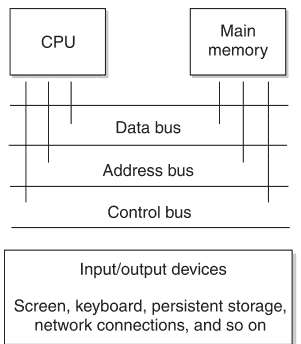 CPU
Main
memory
Data bus
Address bus
Control bus
Input/output devices
Screen, keyboard, persistent storage,
network connections, and so on